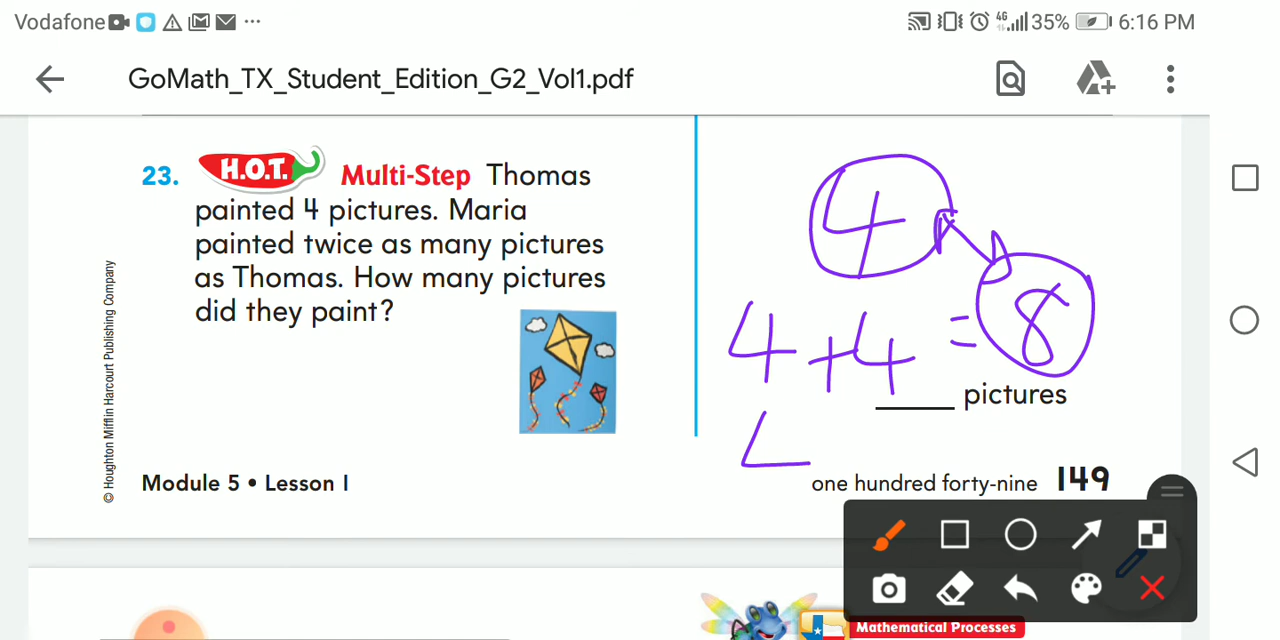 Vodafone ... 4G 35% 6:16 PM
GoMath_TX_Student_Edition_G2_Vol1.pdf
23. H.O.T. Multi-Step Thomas
painted 4 pictures. Maria
painted twice as many pictures
as Thomas. How many pictures
did they paint?
4
4 + 4 = 8
____ pictures
© Houghton Mifflin Harcourt Publishing Company
Module 5 • Lesson 1
one hundred forty-nine 149
Mathematical Processes